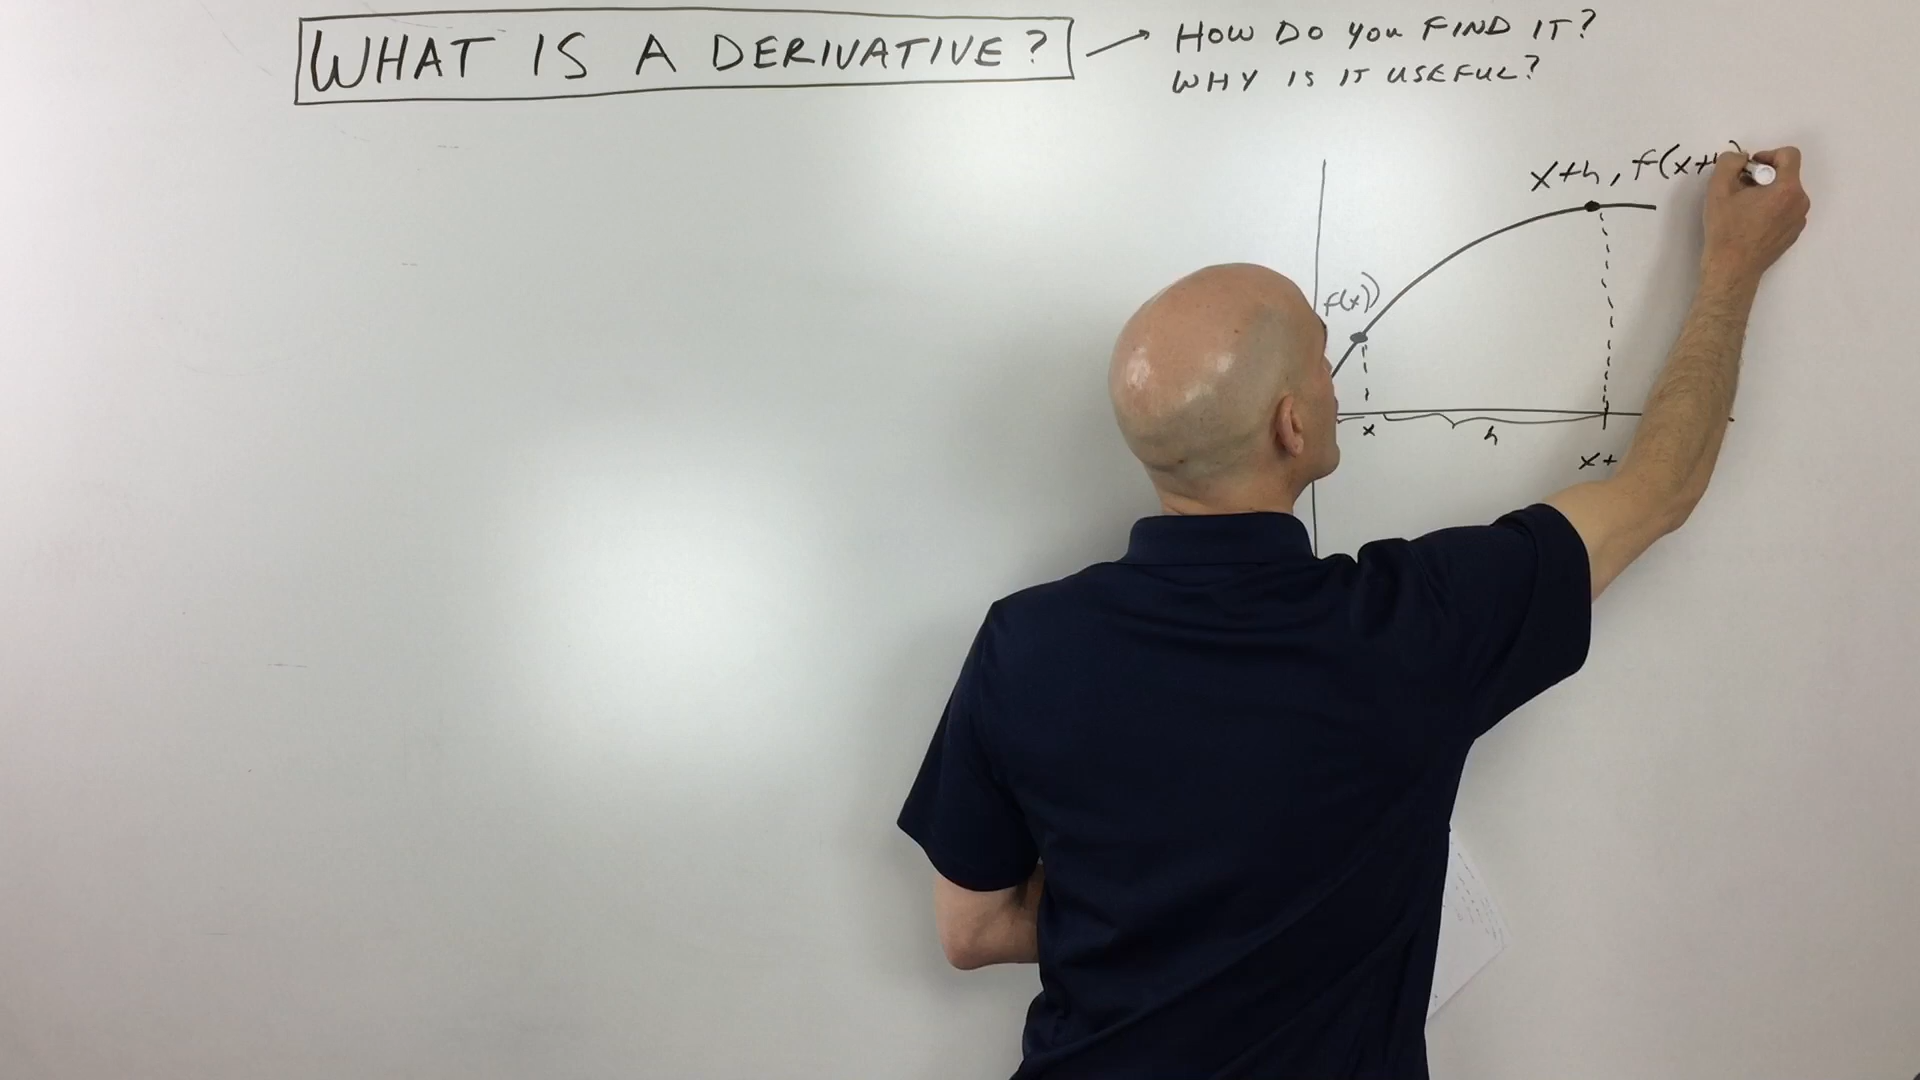 WHAT IS A DERIVATIVE?
HOW DO YOU FIND IT?
WHY IS IT USEFUL?
x+h, f(x+h)
f(x))
x
h
x+